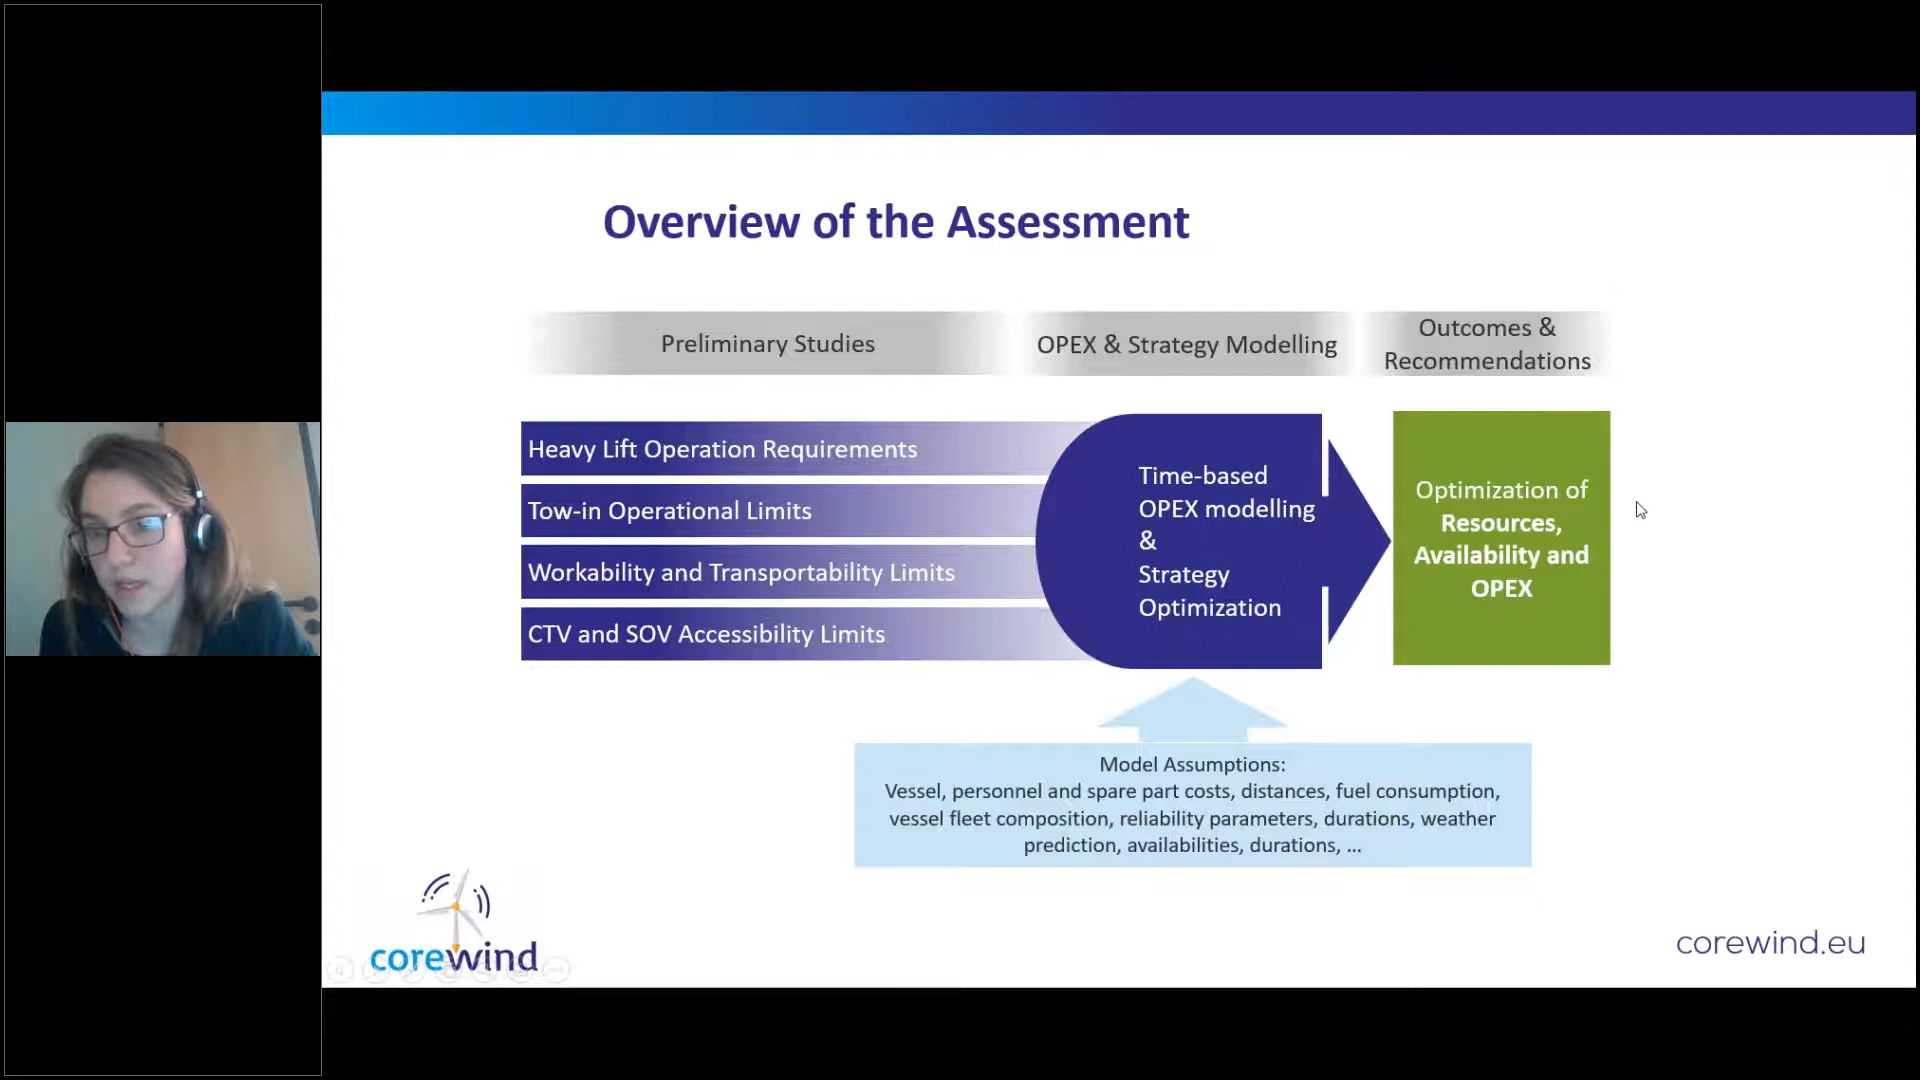 Overview of the Assessment
Preliminary Studies
OPEX & Strategy Modelling
Outcomes &
Recommendations
Heavy Lift Operation Requirements
Tow-in Operational Limits
Workability and Transportability Limits
CTV and SOV Accessibility Limits
Time-based
OPEX modelling
&
Strategy
Optimization
Optimization of
Resources,
Availability and
OPEX
Model Assumptions:
Vessel, personnel and spare part costs, distances, fuel consumption,
vessel fleet composition, reliability parameters, durations, weather
prediction, availabilities, durations, ...
corewind
corewind.eu